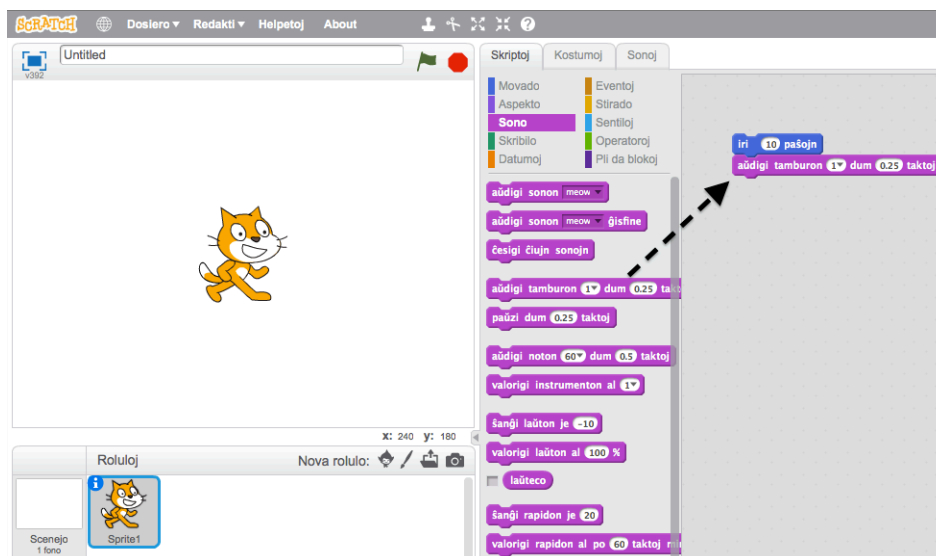 SCRATCH Dosiero Redakti Helpetoj About
v392
Untitled
Skriptoj Kostumoj Sonoj
Movado Eventoj
Aspekto Stirado
Sono Sentiloj
Skribilo Operatoroj
Datumoj Pli da blokoj
aŭdigi sonon meow
aŭdigi sonon meow ĝisfine
ĉesigi ĉiujn sonojn
aŭdigi tamburon 1 dum 0.25 takt
paŭzi dum 0.25 taktoj
aŭdigi noton 60 dum 0.5 taktoj
valorigi instrumenton al 1
ŝanĝi laŭton je -10
valorigi laŭton al 100 %
laŭteco
ŝanĝi rapidon je 20
valorigi rapidon al po 60 taktoj
iri 10 paŝojn
aŭdigi tamburon 1 dum 0.25 taktoj
X: 240 y: 180
Roluloj Nova rolulo:
Scenejo
1 fono
Sprite1